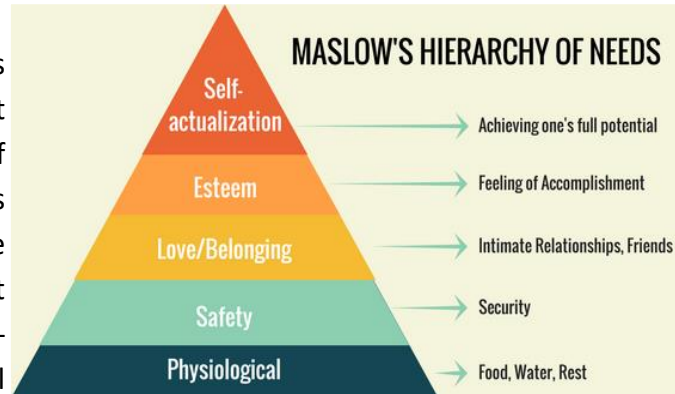 MASLOW'S HIERARCHY OF NEEDS
Self-
actualization
Achieving one's full potential
Esteem
Feeling of Accomplishment
Love/Belonging
Intimate Relationships, Friends
Safety
Security
Physiological
Food, Water, Rest